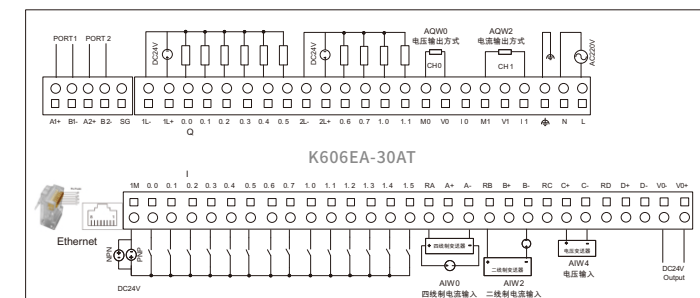 AQW0 AQW2
PORT1 PORT2 电压输出方式 电流输出方式
DC24V DC24V CH0 CH1 AC220V
A1+ B1- A2+ B2- SG 1L- 1L+ 0.0 0.1 0.2 0.3 0.4 0.5 2L- 2L+ 0.6 0.7 1.0 1.1 M0 V0 I0 M1 V1 I1 N L
Q
K606EA-30AT
I
1M 0.0 0.1 0.2 0.3 0.4 0.5 0.6 0.7 1.0 1.1 1.2 1.3 1.4 1.5 RA A+ A- RB B+ B- RC C+ C- RD D+ D- V0- V0+
Ethernet
NPN PNP
+ 四线制变送器 - + 电压变送器 -
+ 二线制变送器 -
DC24V
AIW0 AIW2 AIW4 DC24V
四线制电流输入 二线制电流输入 电压输入 Output